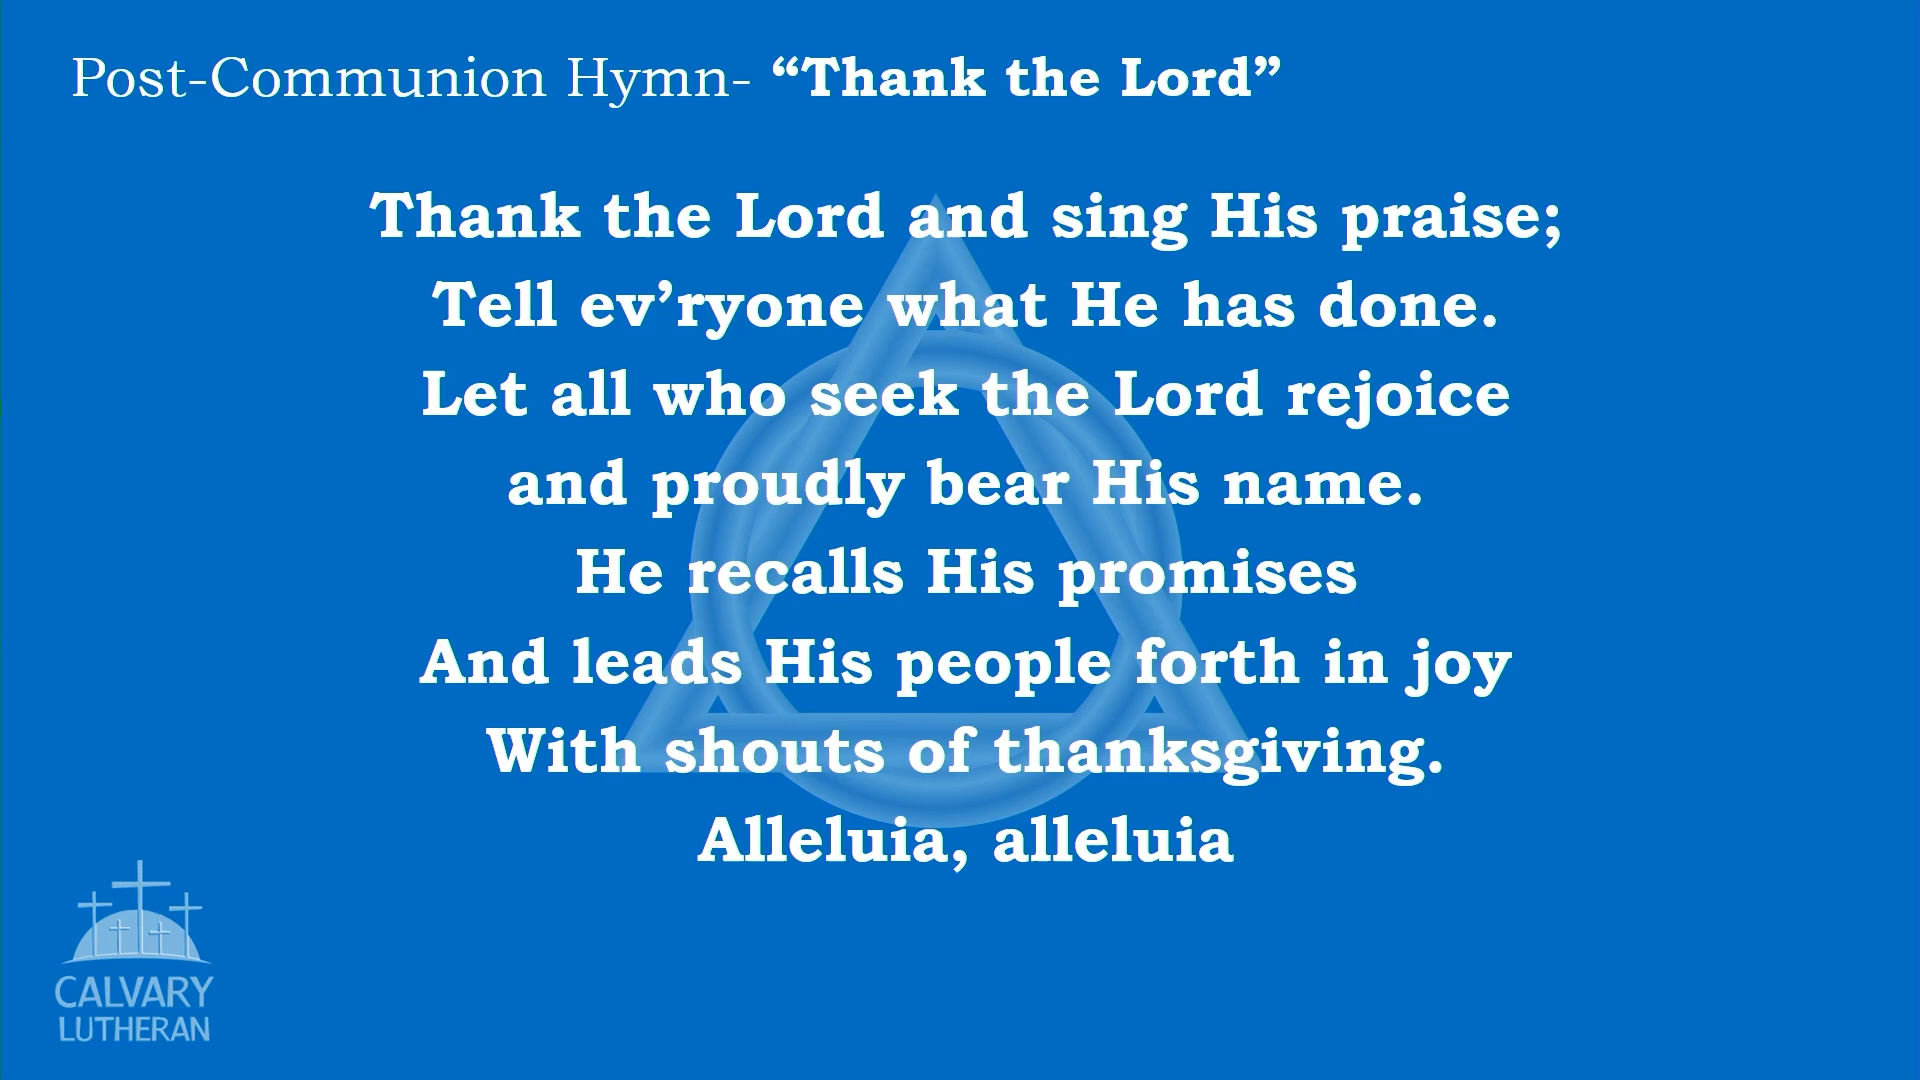 Post-Communion Hymn- “Thank the Lord”
Thank the Lord and sing His praise;
Tell ev’ryone what He has done.
Let all who seek the Lord rejoice
and proudly bear His name.
He recalls His promises
And leads His people forth in joy
With shouts of thanksgiving.
Alleluia, alleluia
CALVARY
LUTHERAN